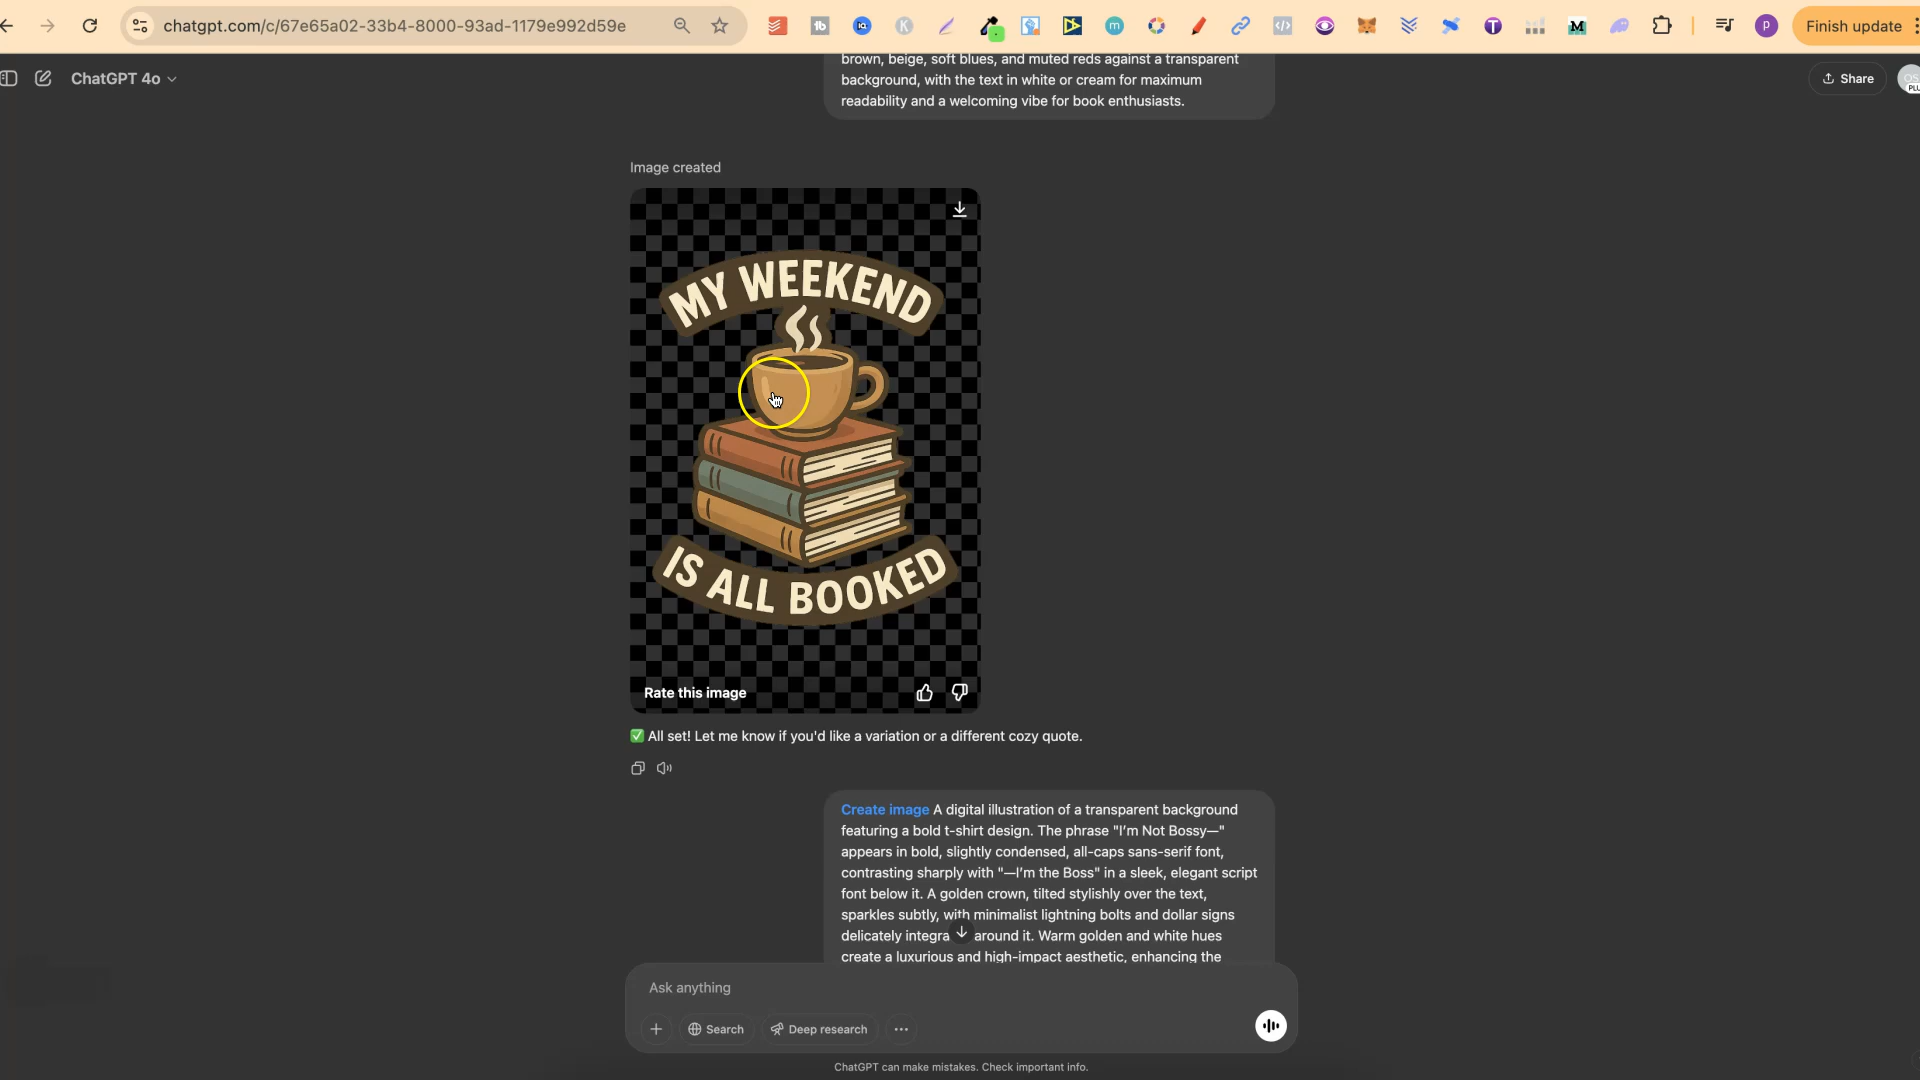 chatgpt.com/c/67e65a02-33b4-8000-93ad-1179e992d59e
Finish update
ChatGPT 4o
Share
PLU
brown, beige, soft blues, and muted reds against a transparent
background, with the text in white or cream for maximum
readability and a welcoming vibe for book enthusiasts.
Image created
MY WEEKEND
IS ALL BOOKED
Rate this image
✅ All set! Let me know if you'd like a variation or a different cozy quote.
Create image A digital illustration of a transparent background
featuring a bold t-shirt design. The phrase "I'm Not Bossy—"
appears in bold, slightly condensed, all-caps sans-serif font,
contrasting sharply with "—I'm the Boss" in a sleek, elegant script
font below it. A golden crown, tilted stylishly over the text,
sparkles subtly, with minimalist lightning bolts and dollar signs
delicately integra around it. Warm golden and white hues
create a luxurious and high-impact aesthetic, enhancing the
Ask anything
Search
Deep research
ChatGPT can make mistakes. Check important info.